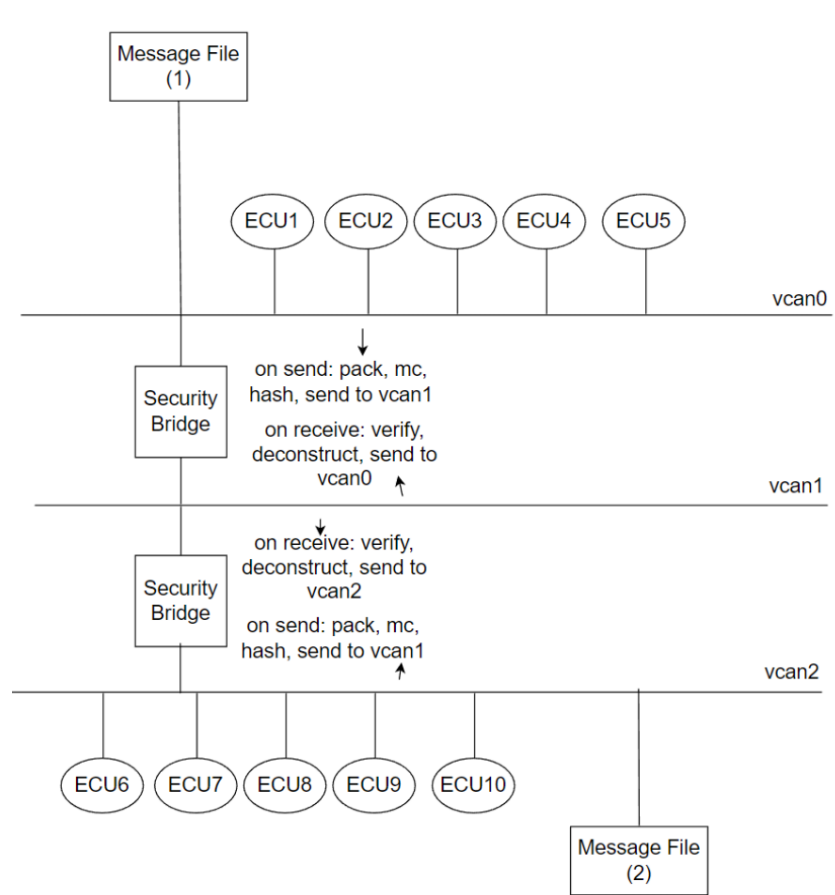 Message File
(1)
ECU1
ECU2
ECU3
ECU4
ECU5
vcan0
Security
Bridge
on send: pack, mc,
hash, send to vcan1
on receive: verify,
deconstruct, send to
vcan0
vcan1
Security
Bridge
on receive: verify,
deconstruct, send to
vcan2
on send: pack, mc,
hash, send to vcan1
vcan2
ECU6
ECU7
ECU8
ECU9
ECU10
Message File
(2)